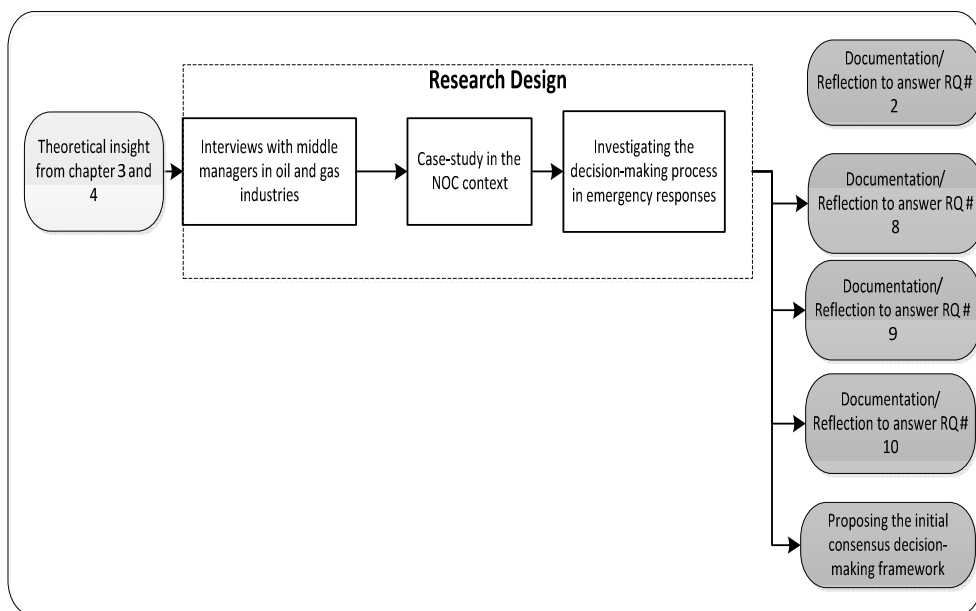 Research Design
Theoretical insight
from chapter 3 and
4
Interviews with middle
managers in oil and gas
industries
Case-study in the
NOC context
Investigating the
decision-making process
in emergency responses
Documentation/
Reflection to answer RQ#
2
Documentation/
Reflection to answer RQ#
8
Documentation/
Reflection to answer RQ#
9
Documentation/
Reflection to answer RQ#
10
Proposing the initial
consensus decision-
making framework